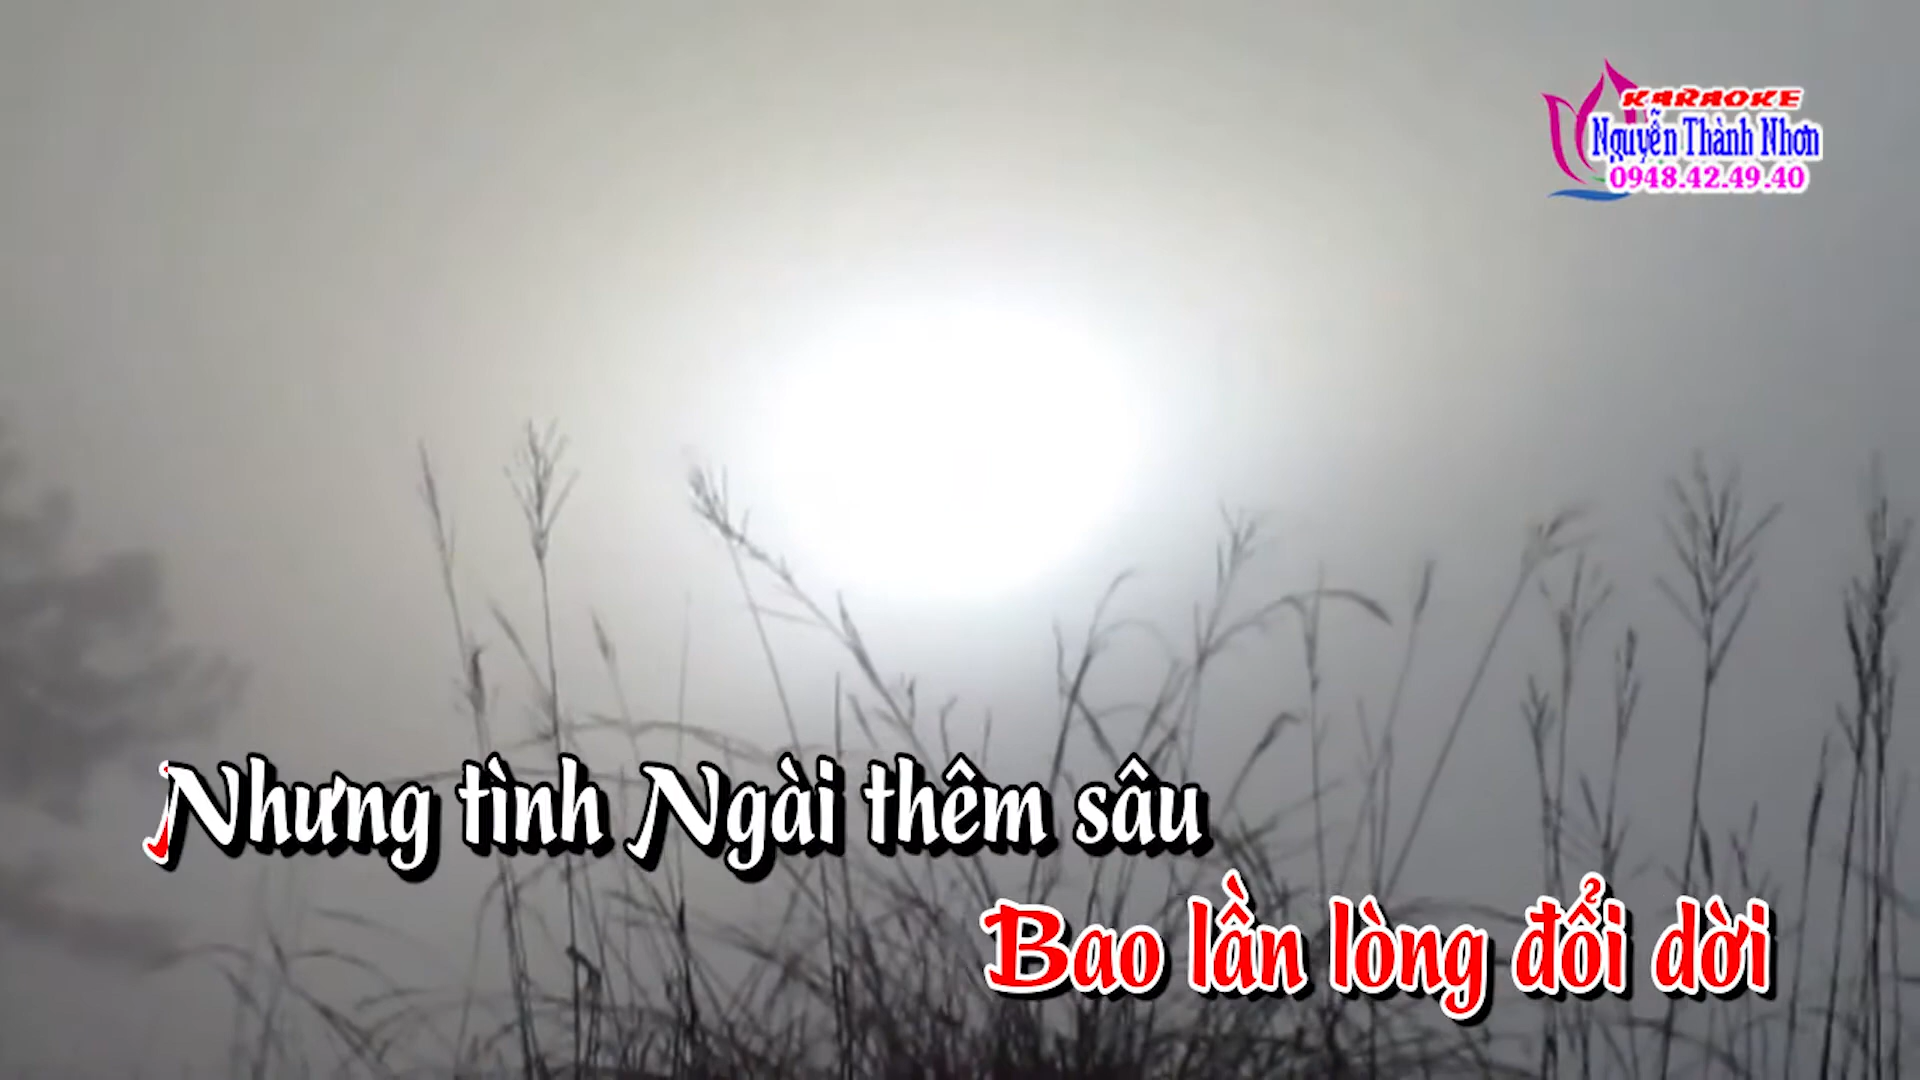 KARAOKE
Nguyễn Thành Nhơn
0948.42.49.40
Nhưng tình Ngài thêm sâu
Bao lần lòng đổi dời